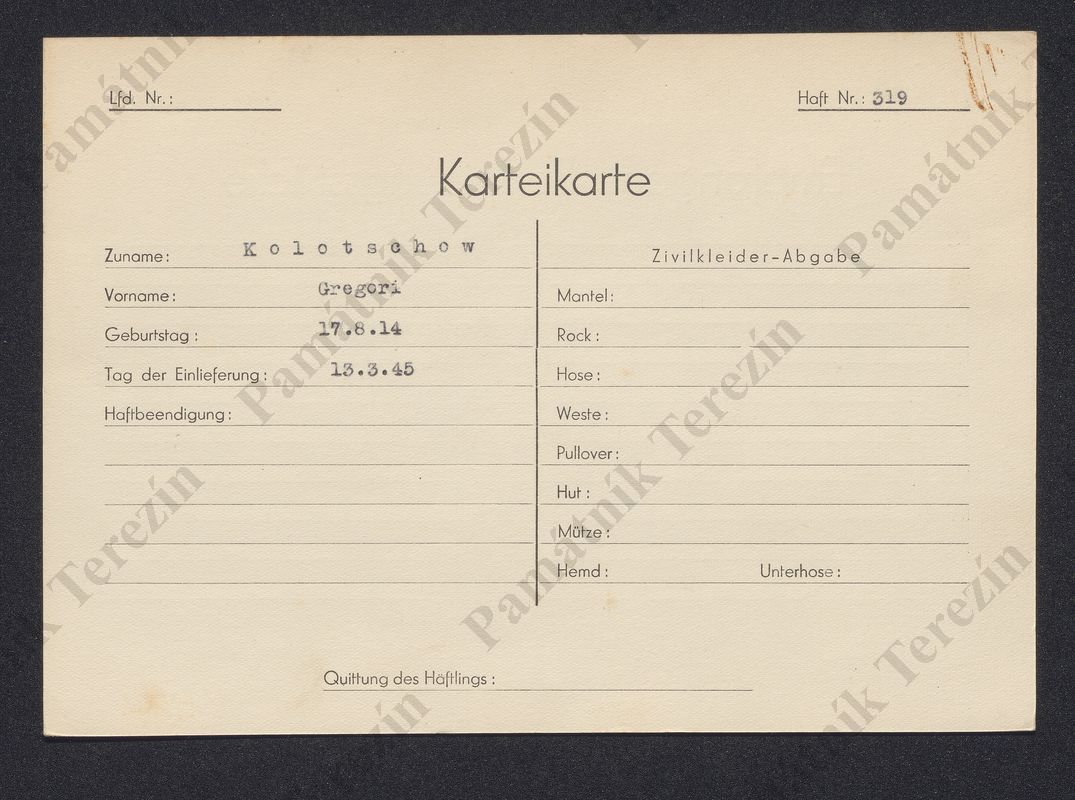 Lfd. Nr.:
Haft Nr.: 319
Karteikarte
Zuname: Kolotschow
Vorname: Gregori
Geburtstag: 17.8.14
Tag der Einlieferung: 13.3.45
Haftbeendigung:
Zivilkleider-Abgabe
Mantel:
Rock:
Hose:
Weste:
Pullover:
Hut:
Mütze:
Hemd: Unterhose:
Quittung des Häftlings:
Památník Terezín
Památník Terezín
Památník Terezín
Památník Terezín
Památník Terezín